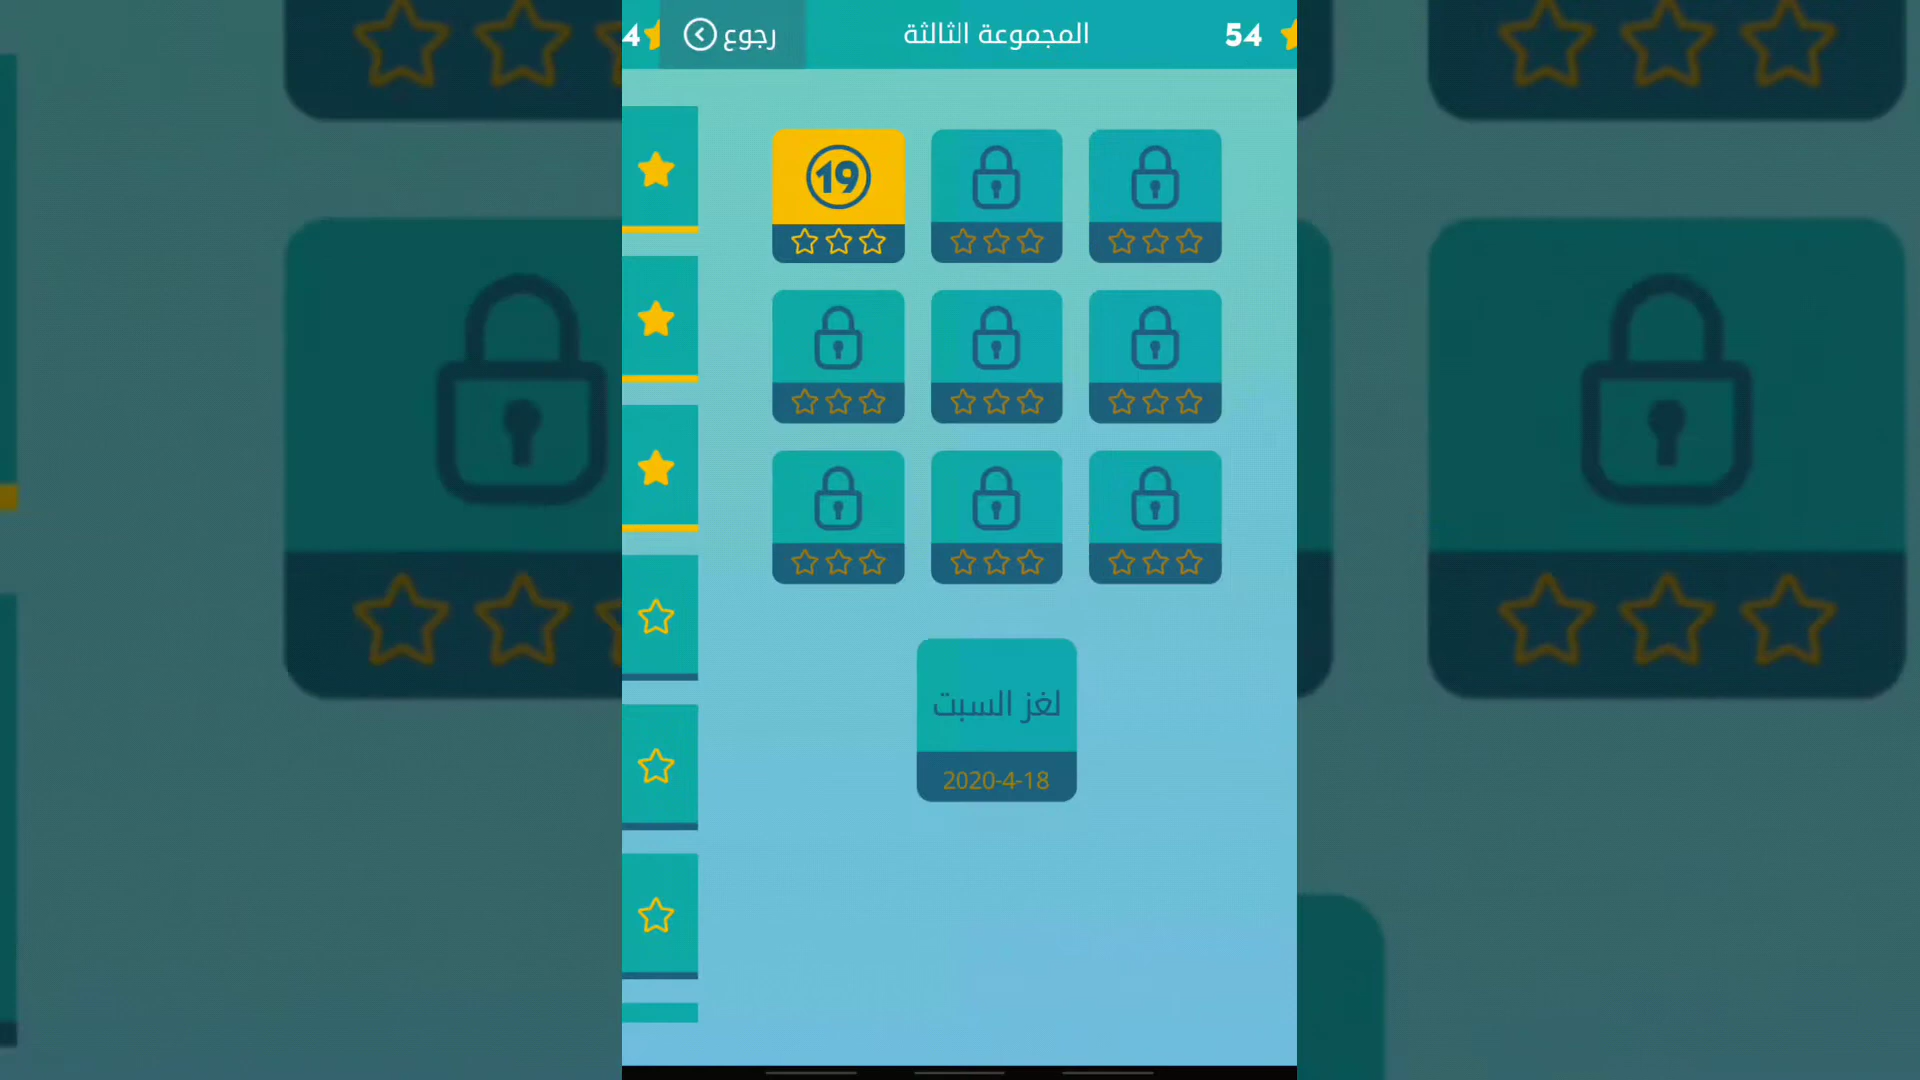 54
المجموعة الثالثة
رجوع
4
19
لغز السبت
2020-4-18